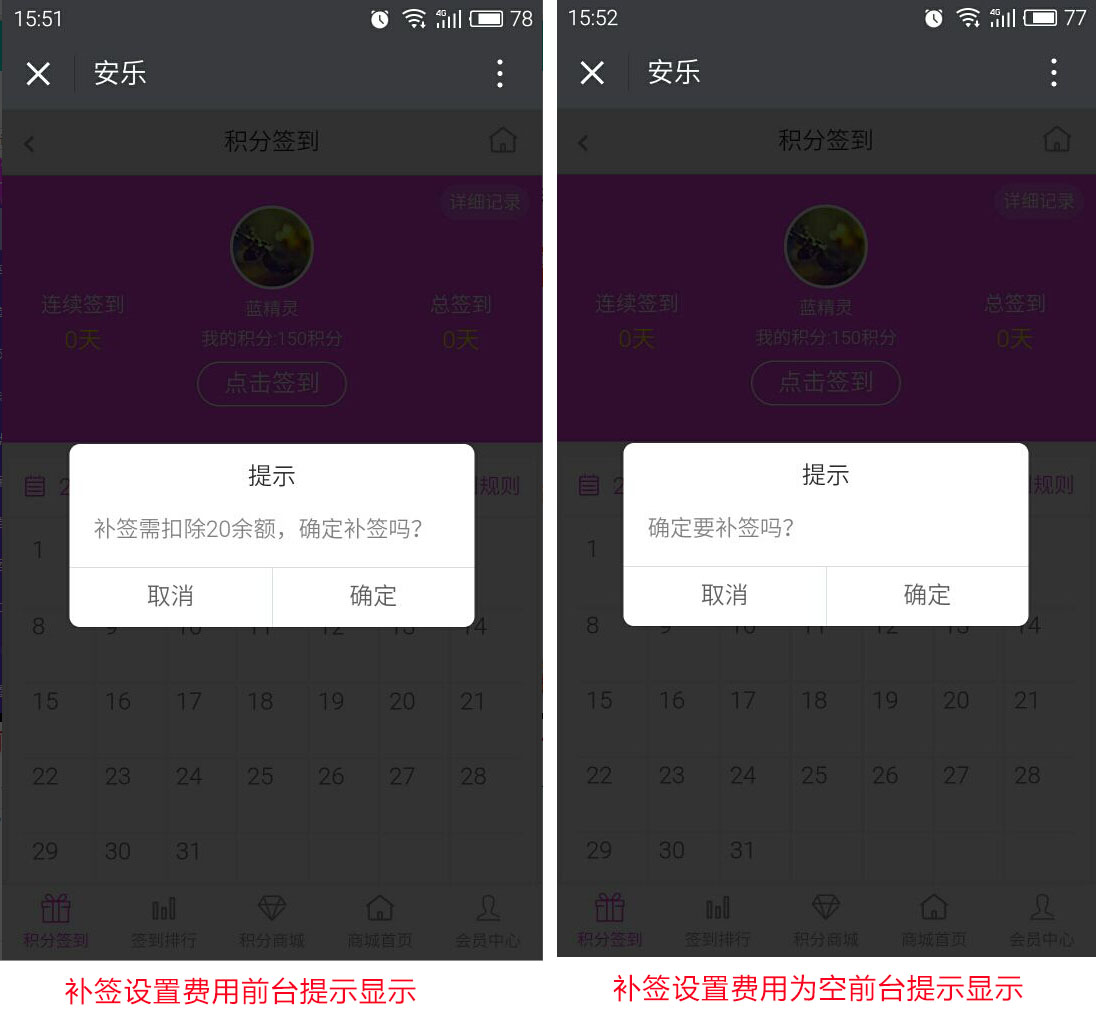 15:51
4G
78
安乐
积分签到
详细记录
连续签到
0天
蓝精灵
我的积分:150积分
总签到
0天
点击签到
2
规则
提示
补签需扣除20余额，确定补签吗？
取消
确定
1
8 9 10 11 12 13 14
15 16 17 18 19 20 21
22 23 24 25 26 27 28
29 30 31
积分签到 签到排行 积分商城 商城首页 会员中心
补签设置费用前台提示显示
15:52
4G
77
安乐
积分签到
详细记录
连续签到
0天
蓝精灵
我的积分:150积分
总签到
0天
点击签到
2
规则
提示
确定要补签吗？
取消
确定
1
8 9 10 11 12 13 14
15 16 17 18 19 20 21
22 23 24 25 26 27 28
29 30 31
积分签到 签到排行 积分商城 商城首页 会员中心
补签设置费用为空前台提示显示